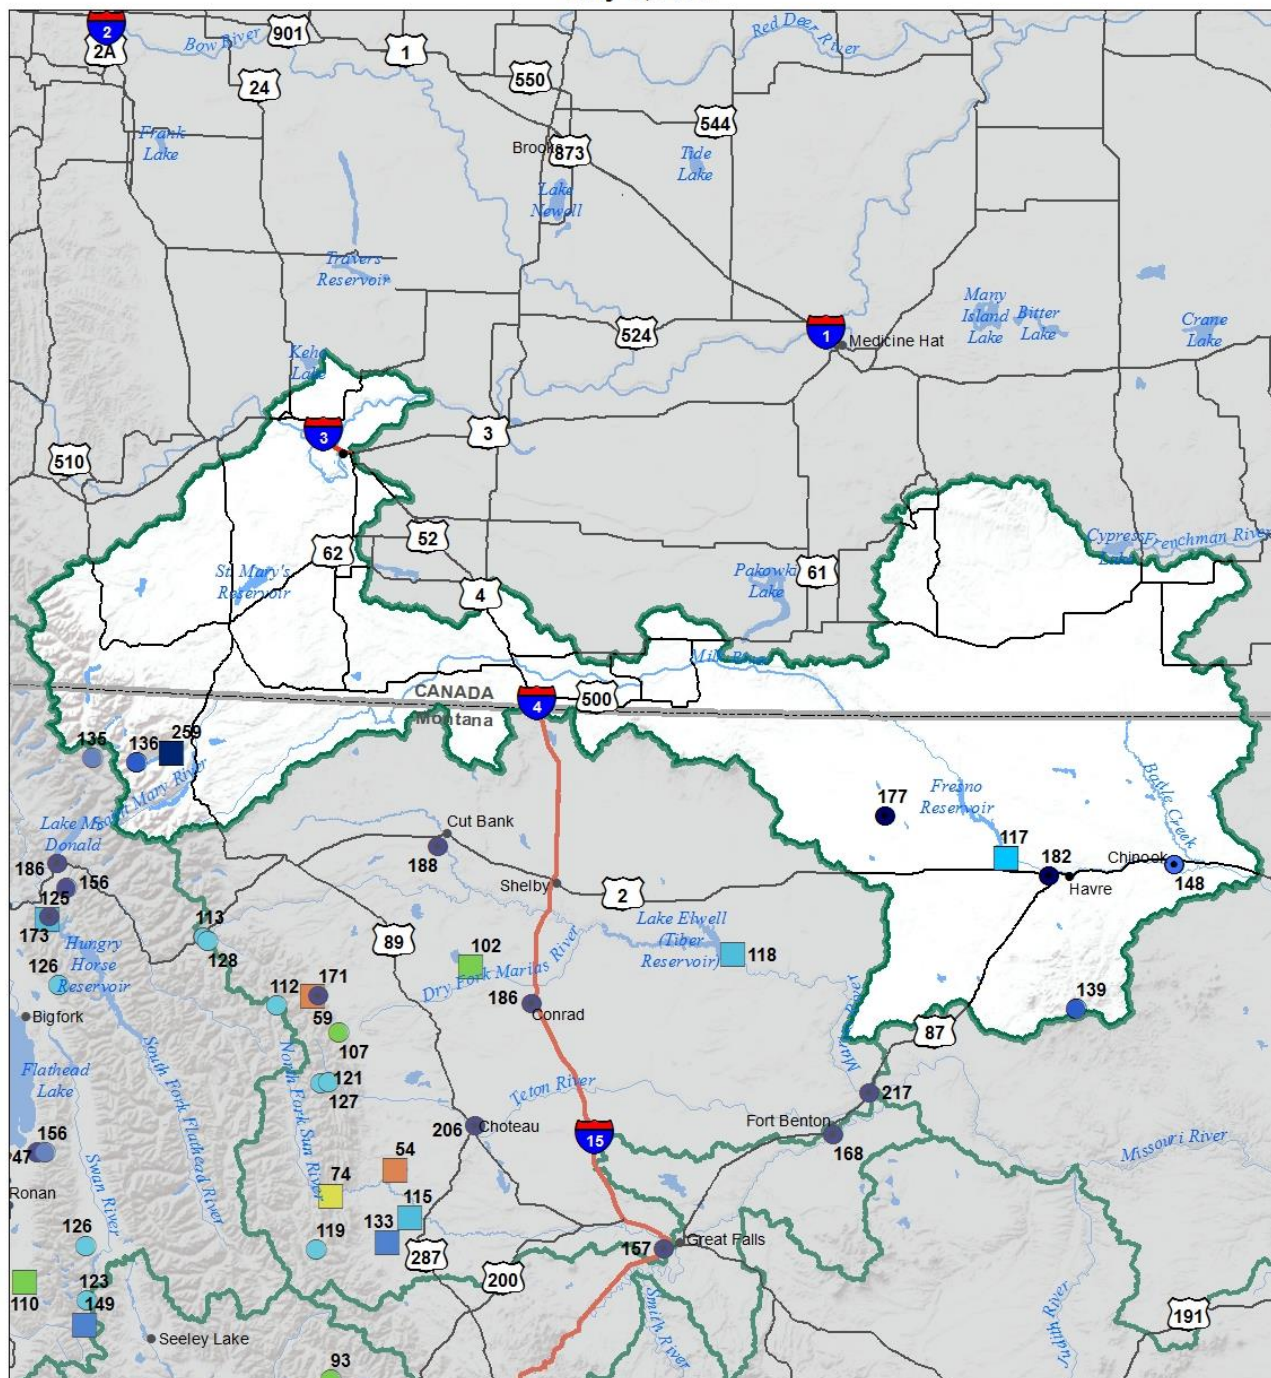 2
2A
Bow River
901
1
Red Deer
River
24
550
544
Frank
Lake
Brooks
873
Tide
Lake
Lake
Newell
Travers
Reservoir
524
1
Medicine Hat
Many
Island
Lake
Bitter
Lake
Crane
Lake
Keho
Lake
3
3
510
52
62
Cypress
Lake
Frenchman River
St. Mary's
Reservoir
4
Pakowki
Lake
61
Milk River
CANADA
Montana
4
500
135
136
259
Saint Mary River
Battle Creek
177
Fresno
Reservoir
Lake Mc
Donald
Cut Bank
188
117
182
Chinook
148
Havre
186
156
125
173
Shelby
2
113
128
89
102
Lake Elwell
(Tiber
Reservoir)
118
Hungry
Horse
Reservoir
126
Dry Fork Marias River
112
171
59
186
Conrad
139
Bigfork
107
87
Marias River
Flathead
Lake
South Fork Flathead River
North Fork Sun River
121
127
Teton River
217
206
Choteau
15
Fort Benton
168
Missouri River
156
247
Ronan
Swan River
54
74
115
133
126
119
287
157
Great Falls
200
110
123
149
Seeley Lake
Smith River
Judith River
191
93